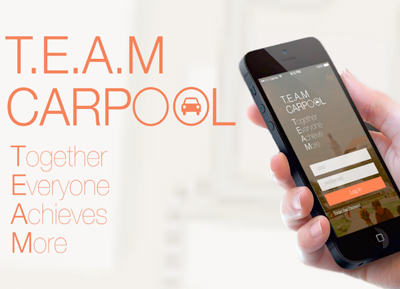 T.E.A.M
CARPOOL
Together
Everyone
Achieves
More
T.E.A.M
CARPOOL
Together
Everyone
Achieves
More
Log in